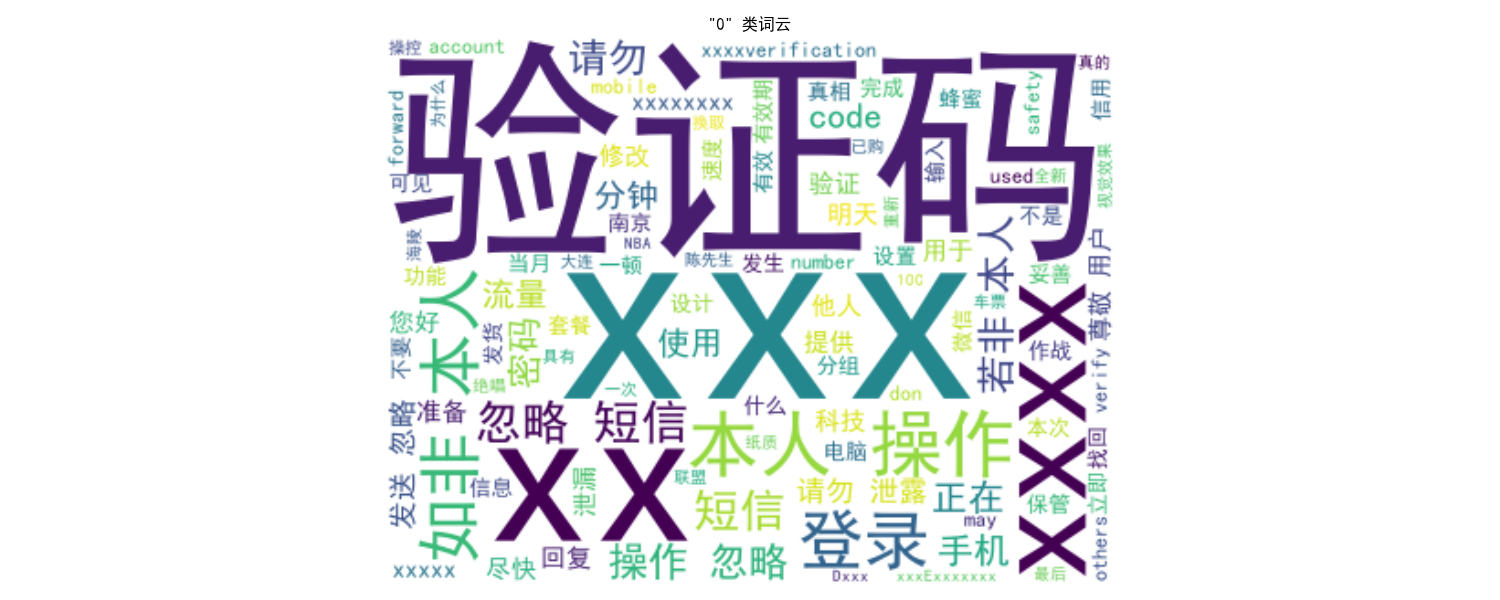 "0" 类词云
操控
account
请勿
xxxxverification
真的
验证码
为什么
mobile
xxxxxxxx
有效期
真相
完成
蜂蜜
safety
信用
forward
换取
code
已购
输入
视觉效果
可见
修改
速度
有效
验证
used
全新
分钟
明天
重新
不是
海陵
南京
NBA
本人
用户
当月
大连
一顿
陈先生
发生
number
设置
用于
妥善
功能
本人
流量
XXX
设计
他人
100
车票
XXXX
尊敬
您好
发货
密码
套餐
使用
提供
微信
若非
作战
不要
具有
分组
verify
绝唱
一次
don
忽略
准备
忽略
短信
什么
科技
本次
本人
纸质
操作
电脑
找回
如非
信息
XX
泄漏
联盟
发送
短信
请勿
泄露
正在
保管
立即
登录
may
others
回复
手机
xxxxx
尽快
操作
忽略
Dxxx
xxxExxxxxxx
最后